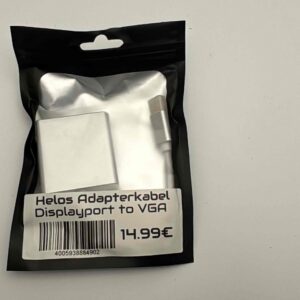 Helos Adapterkabel
Displayport to VGA
14.99€
4005938884902